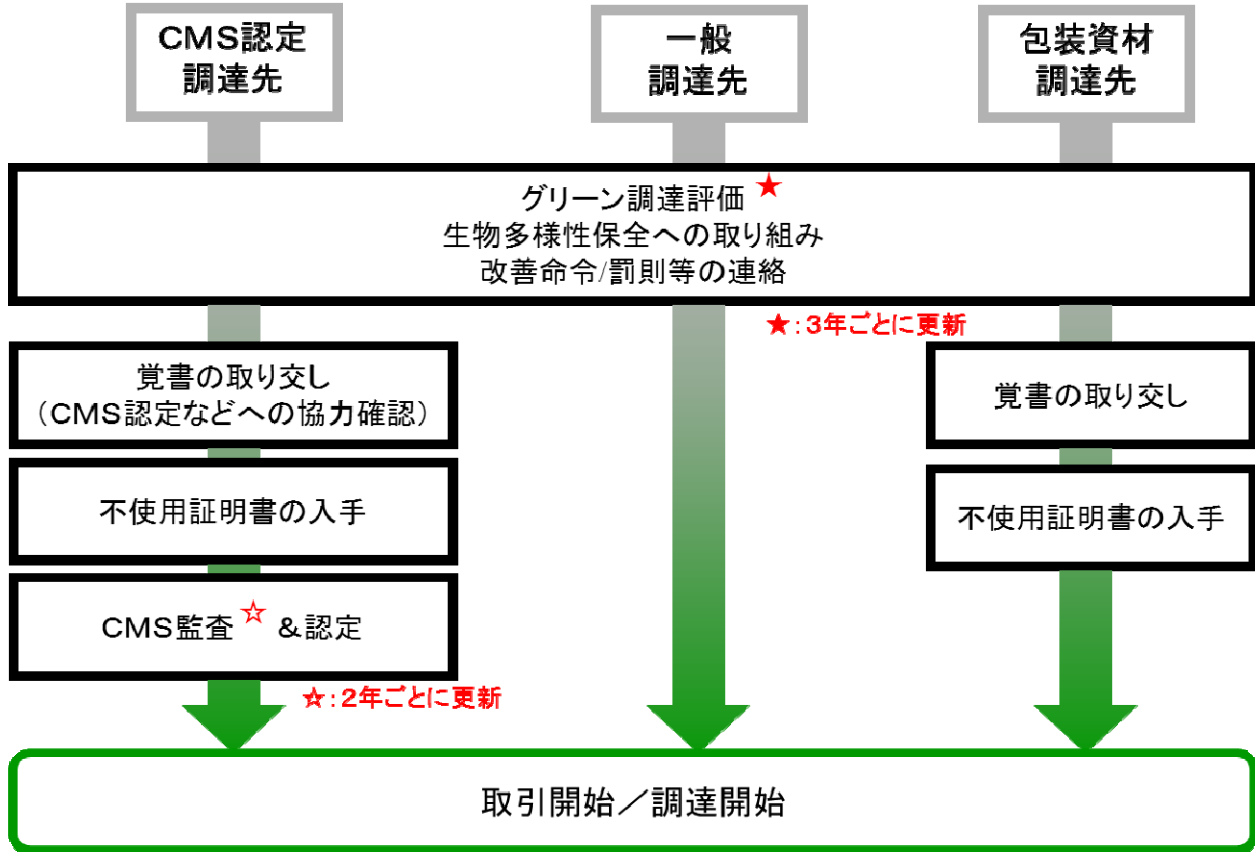 CMS認定
調達先
一般
調達先
包装資材
調達先
グリーン調達評価★
生物多様性保全への取り組み
改善命令/罰則等の連絡
★:3年ごとに更新
覚書の取り交し
（CMS認定などへの協力確認）
不使用証明書の入手
CMS監査☆&認定
☆:2年ごとに更新
覚書の取り交し
不使用証明書の入手
取引開始／調達開始